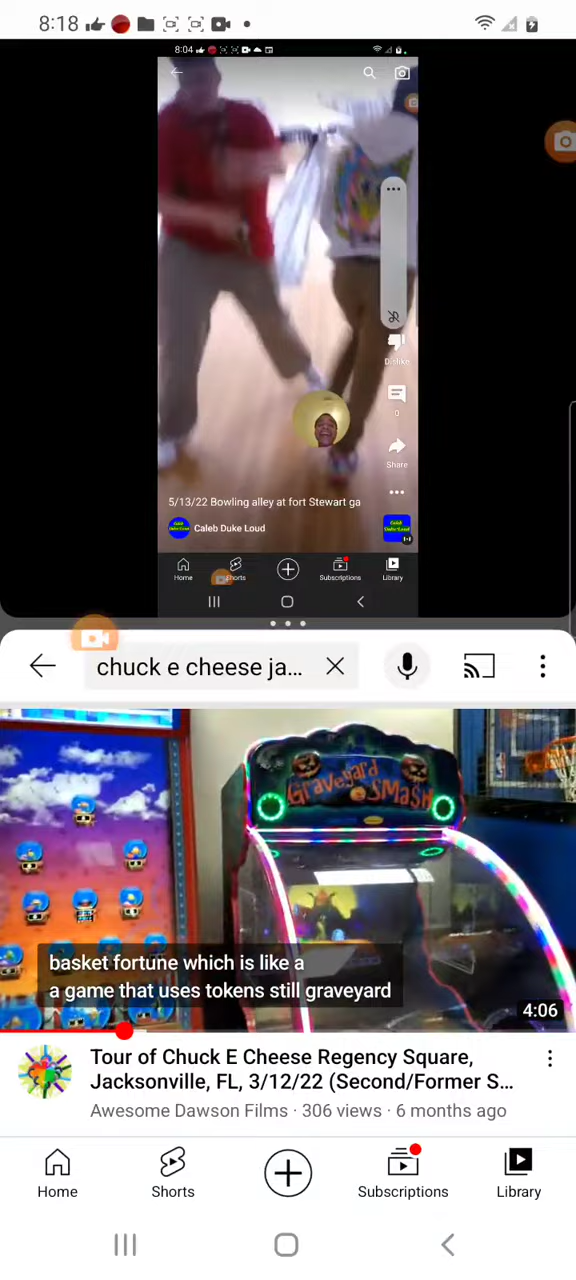 8:18
8:04
Dislike
0
Share
5/13/22 Bowling alley at fort Stewart ga
Caleb Duke Loud
Home
Shorts
Subscriptions
Library
chuck e cheese ja...
Graveyard
SMASH
basket fortune which is like a
a game that uses tokens still graveyard
4:06
Tour of Chuck E Cheese Regency Square,
Jacksonville, FL, 3/12/22 (Second/Former S...
Awesome Dawson Films · 306 views · 6 months ago
Home
Shorts
Subscriptions
Library